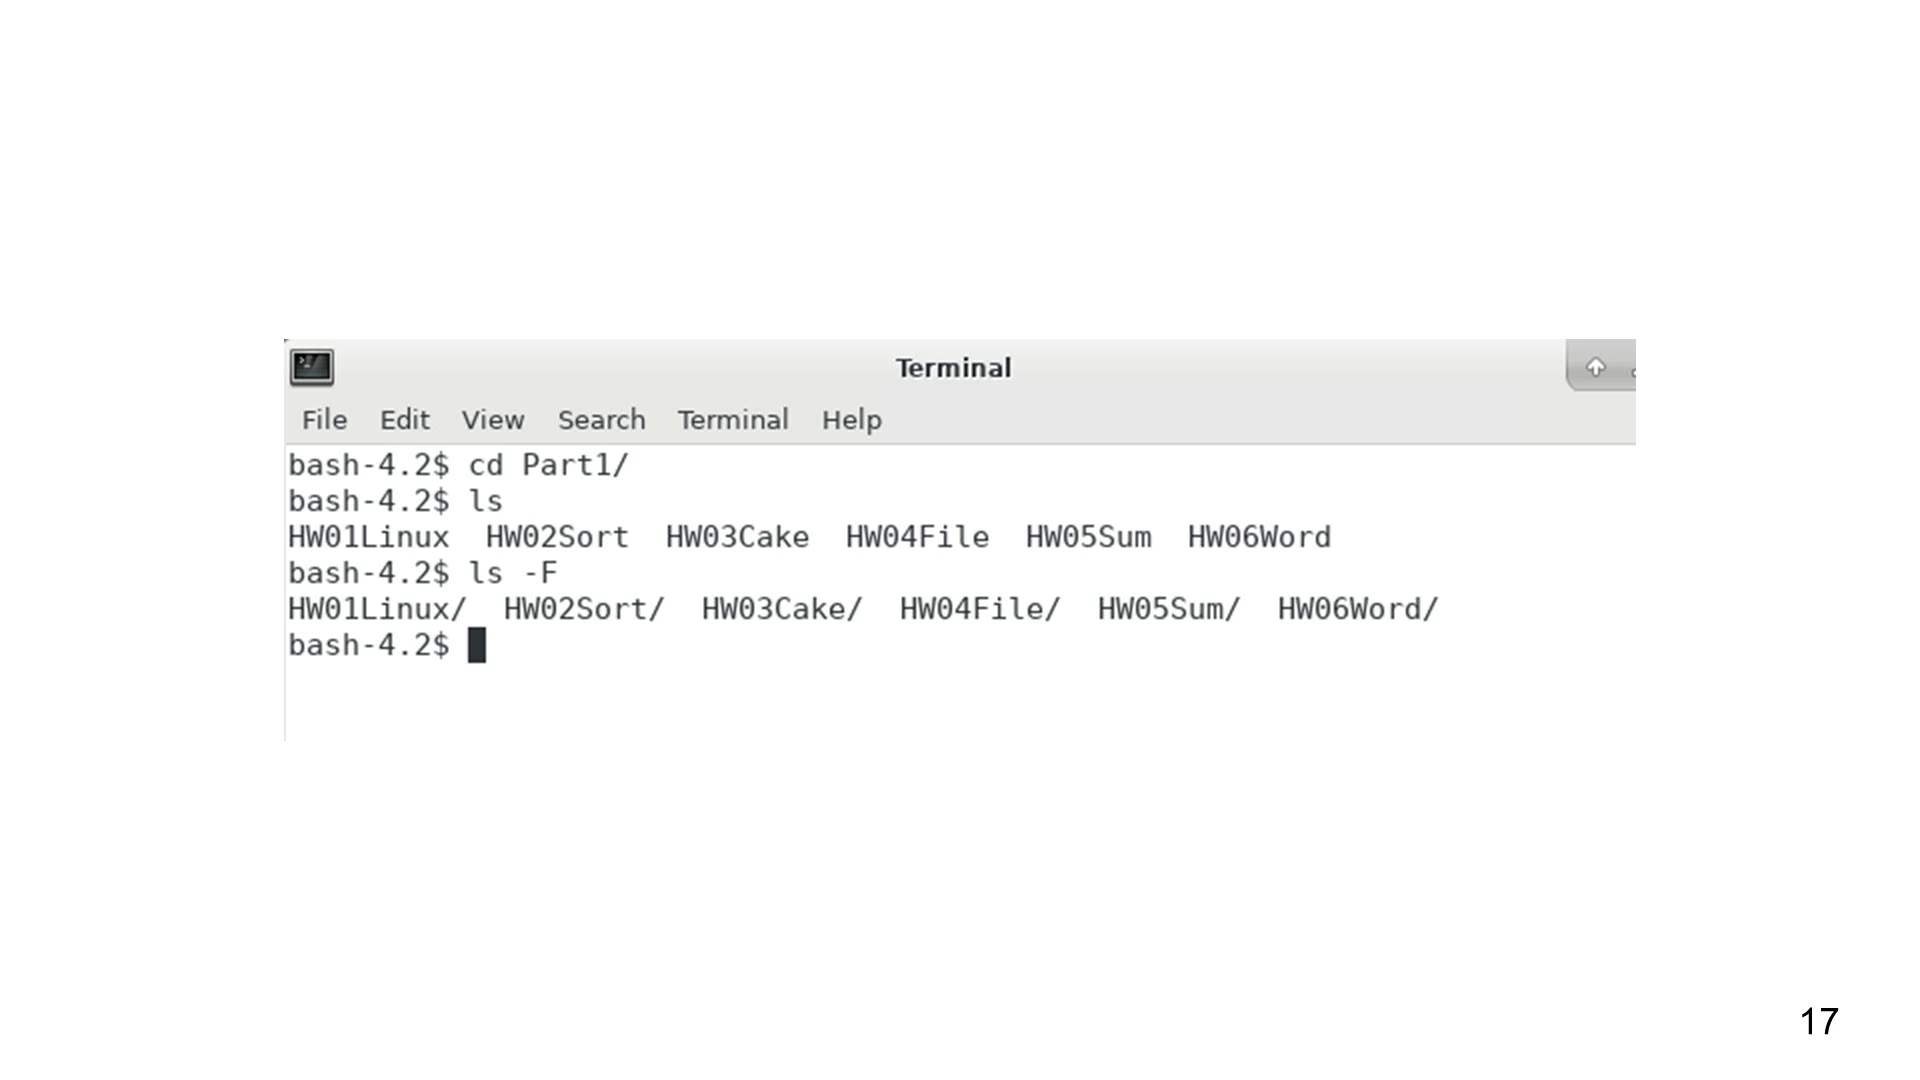 Terminal
File Edit View Search Terminal Help
bash-4.2$ cd Part1/
bash-4.2$ ls
HW01Linux HW02Sort HW03Cake HW04File HW05Sum HW06Word
bash-4.2$ ls -F
HW01Linux/ HW02Sort/ HW03Cake/ HW04File/ HW05Sum/ HW06Word/
bash-4.2$
17